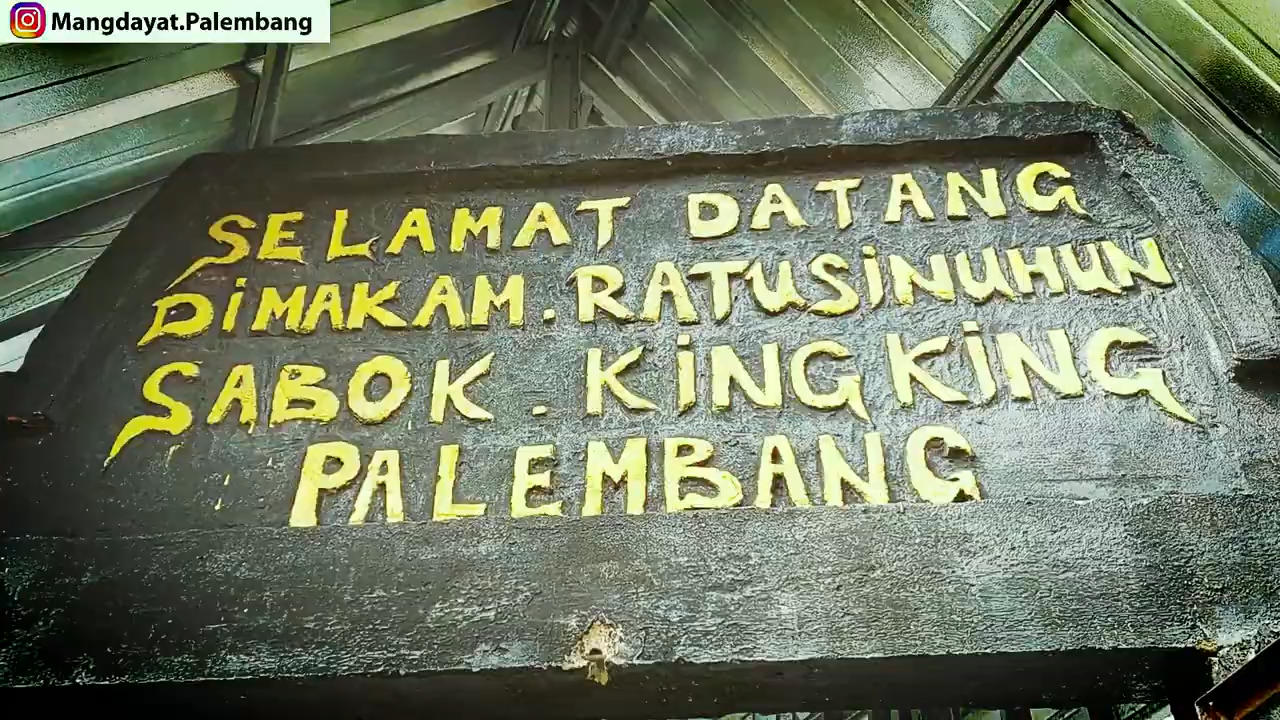 Mangdayat.Palembang
SELAMAT DATANG
DiMAKAM.RATUSiNUHUN
SABOK.KiNGKiNG
PALEMBANG